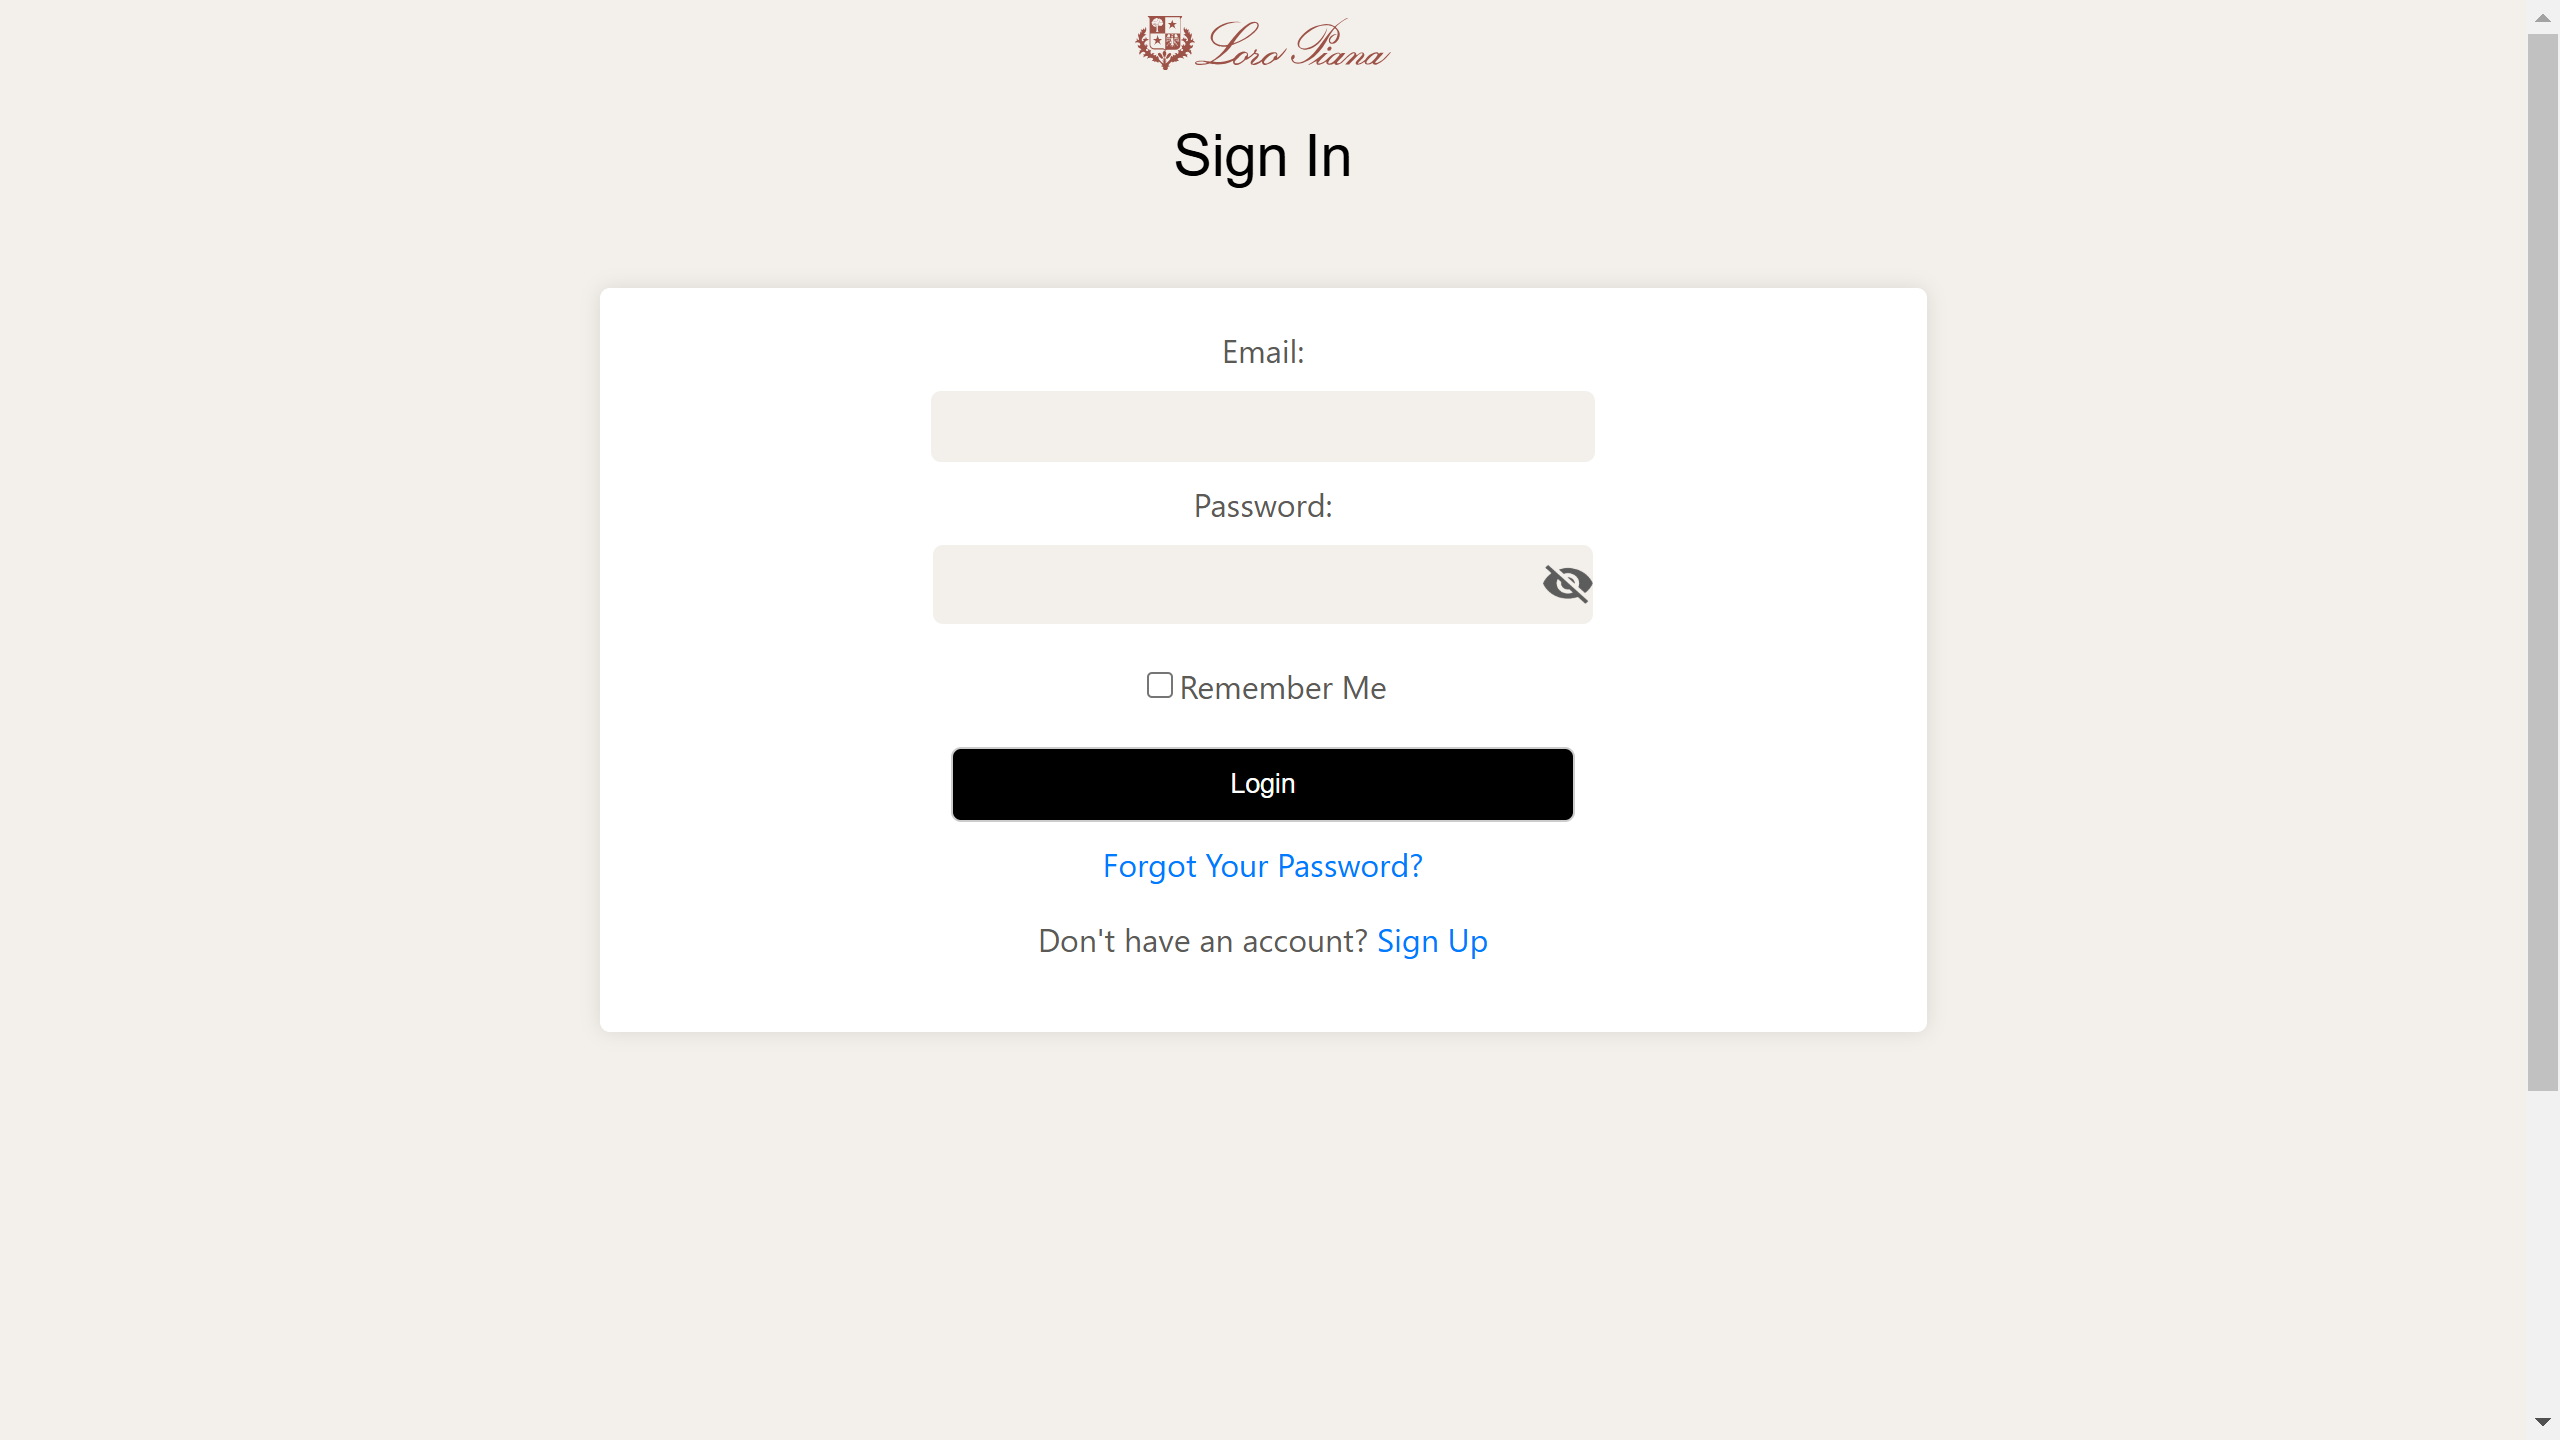 Loro Piana
Sign In
Email:
Password:
Remember Me
Login
Forgot Your Password?
Don't have an account? Sign Up